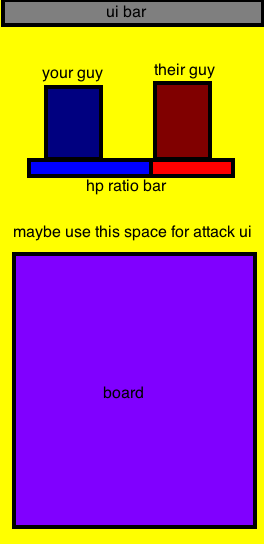 ui bar
your guy
their guy
hp ratio bar
maybe use this space for attack ui
board